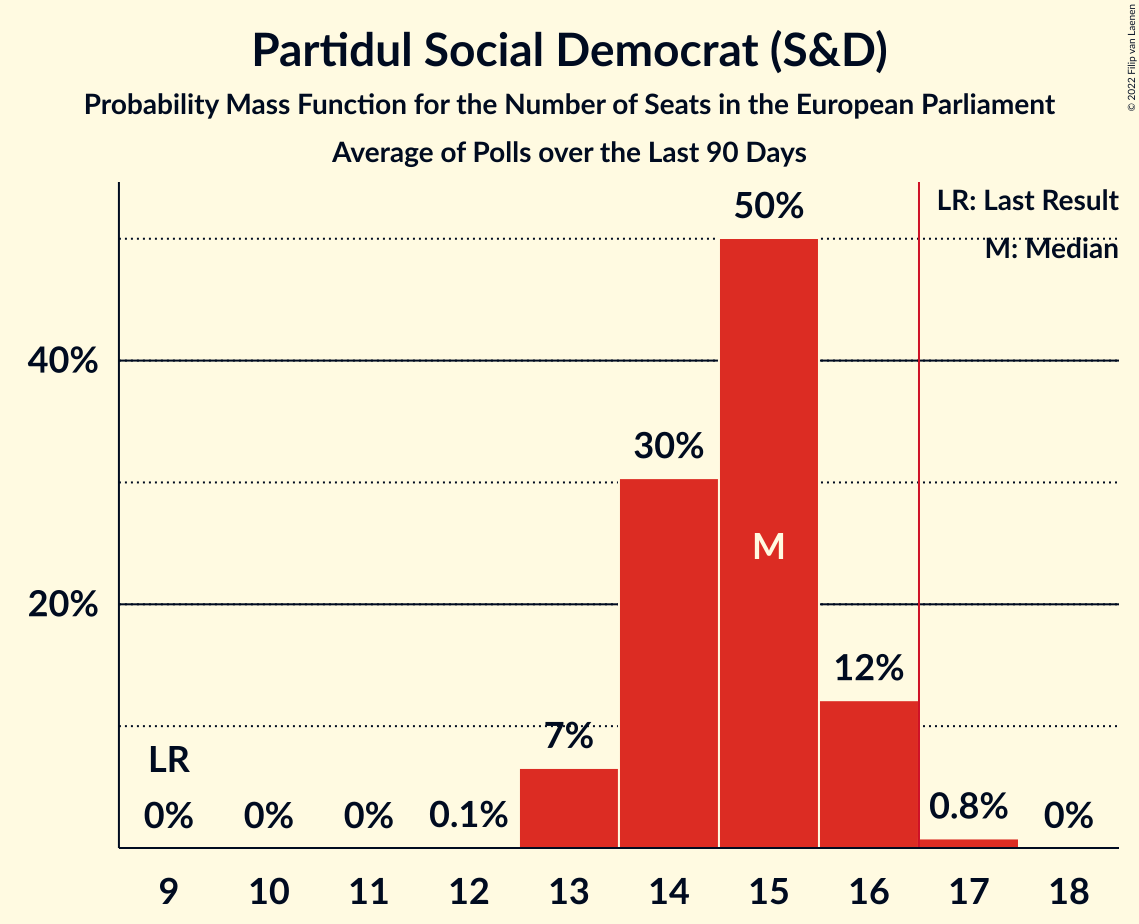 Partidul Social Democrat (S&D)
Probability Mass Function for the Number of Seats in the European Parliament
Average of Polls over the Last 90 Days
© 2022 Filip van Laenen
LR: Last Result
M: Median
50%
40%
30%
M
20%
12%
7%
LR
0%
0%
0%
0.1%
0.8%
0%
9
10
11
12
13
14
15
16
17
18